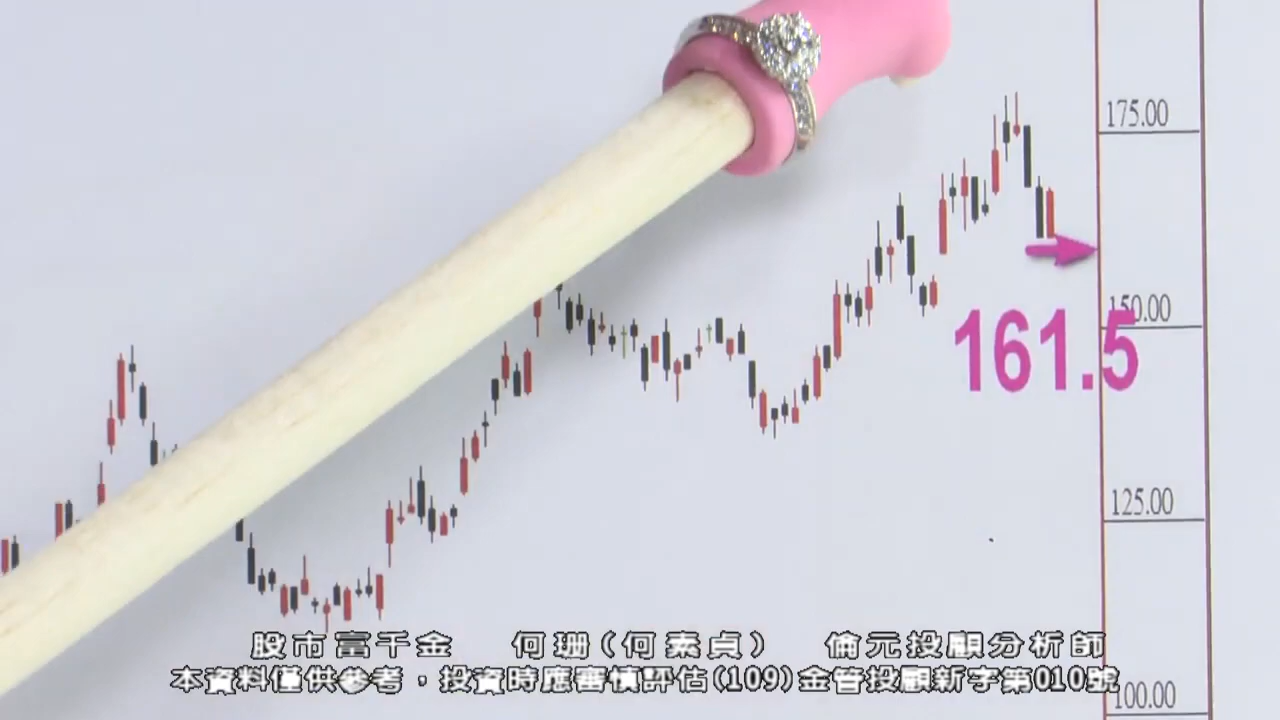 175.00
150.00
161.5
125.00
股市富千金 何珊(何素貞) 倫元投顧分析師
本資料僅供參考，投資時應審慎評估(109)金管投顧新字第010號
100.00